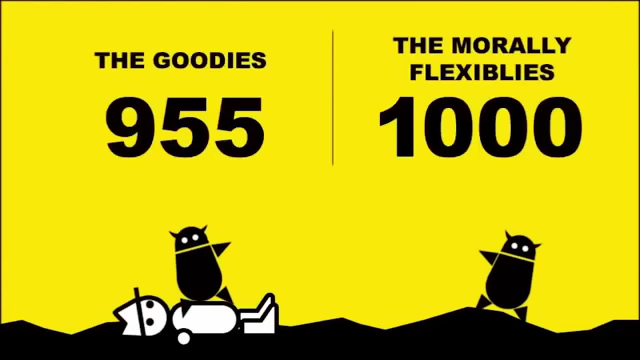 THE GOODIES
955
THE MORALLY
FLEXIBLIES
1000